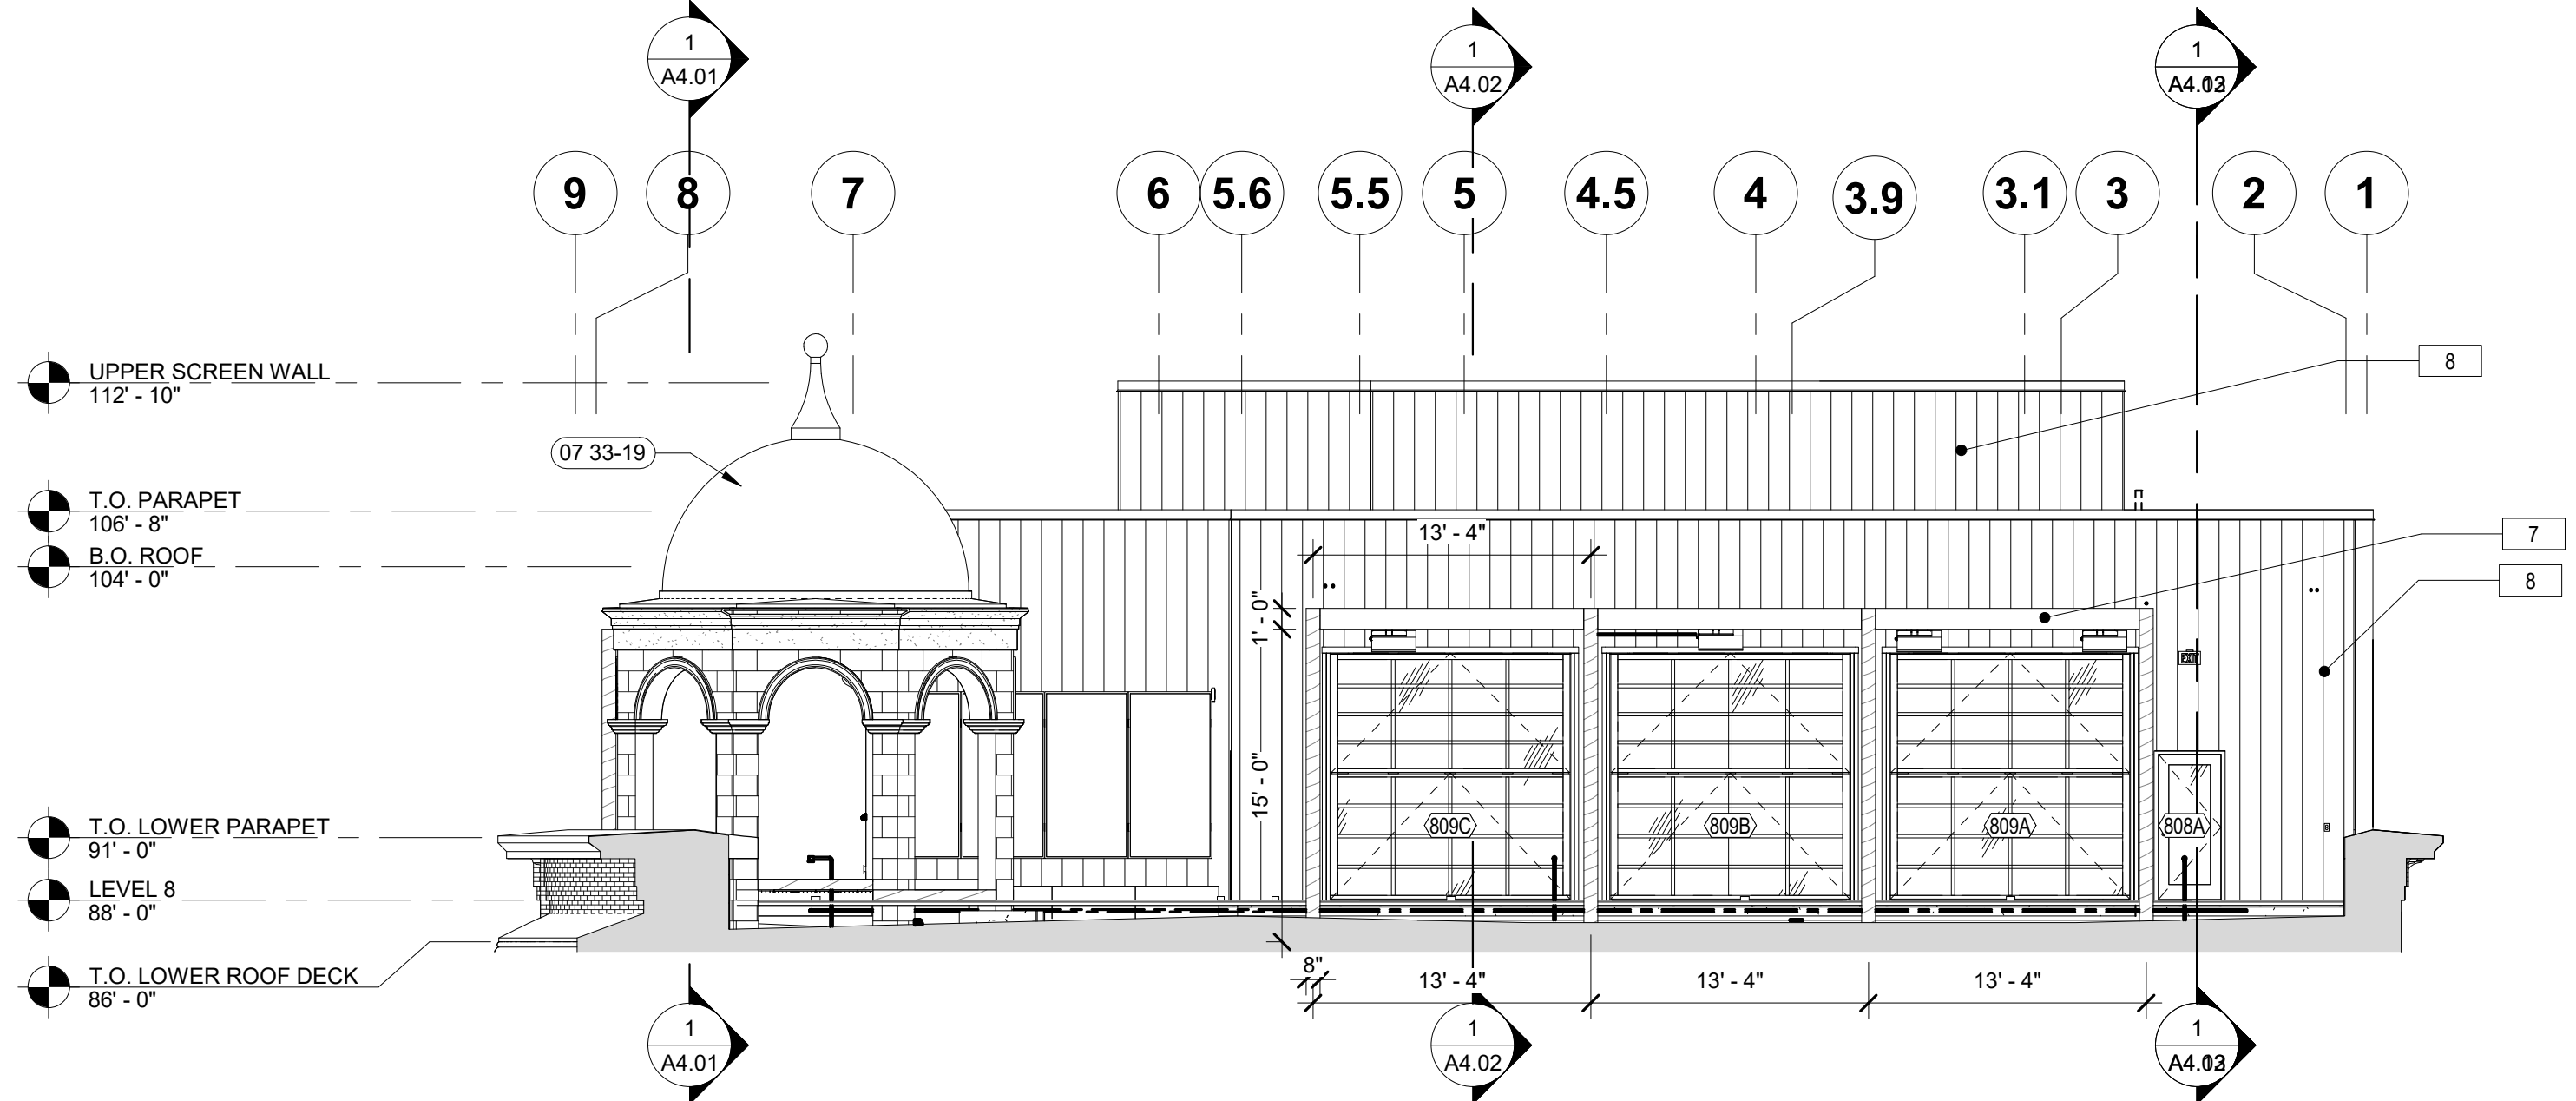 1
A4.01
1
A4.02
1
9
8
7
6
5.6
5.5
5
4.5
4
3.9
3.1
3
2
1
UPPER SCREEN WALL
112' - 10"
8
07 33-19
T.O. PARAPET
106' - 8"
B.O. ROOF
104' - 0"
13' - 4"
7
8
1' - 0"
EXIT
15' - 0"
T.O. LOWER PARAPET
91' - 0"
809C
809B
809A
808A
LEVEL 8
88' - 0"
T.O. LOWER ROOF DECK
86' - 0"
8"
13' - 4"
13' - 4"
13' - 4"
1
A4.01
1
A4.02
1